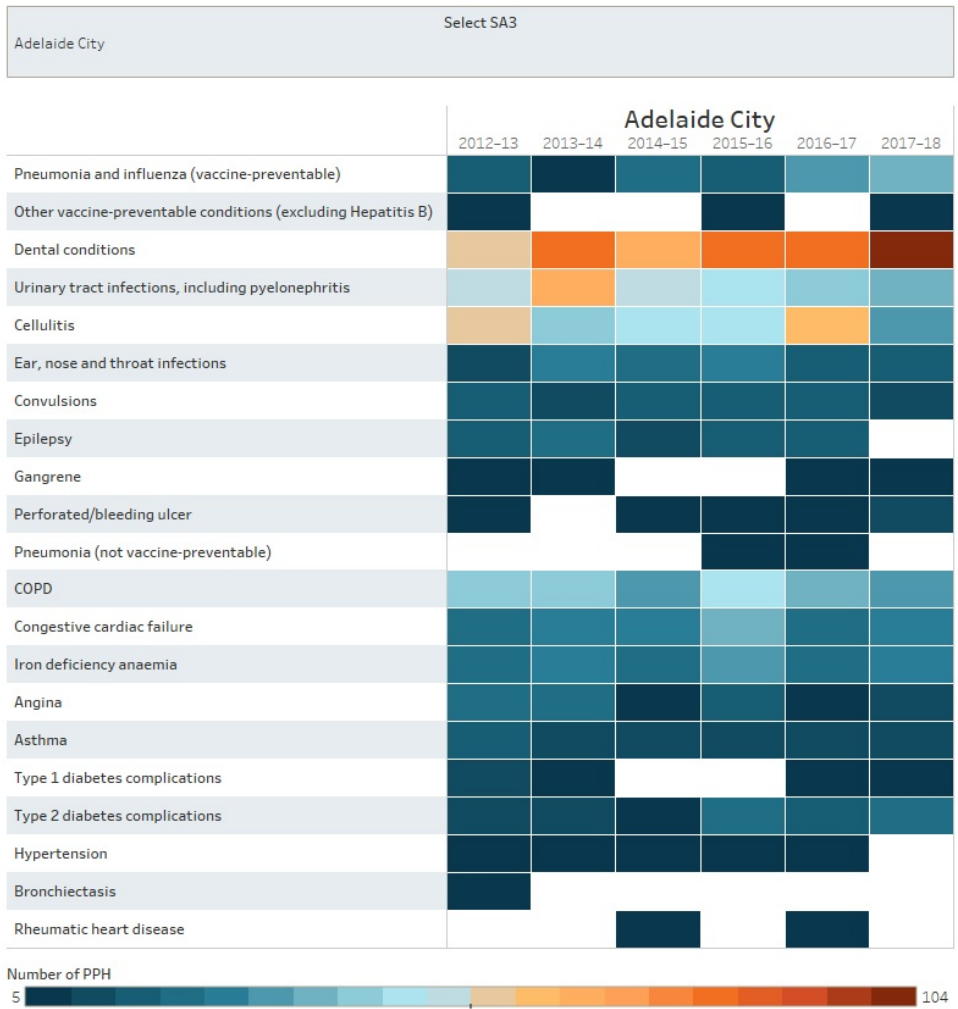 Select SA3
Adelaide City
Adelaide City
2012–13 2013–14 2014–15 2015–16 2016–17 2017–18
Pneumonia and influenza (vaccine-preventable)
Other vaccine-preventable conditions (excluding Hepatitis B)
Dental conditions
Urinary tract infections, including pyelonephritis
Cellulitis
Ear, nose and throat infections
Convulsions
Epilepsy
Gangrene
Perforated/bleeding ulcer
Pneumonia (not vaccine-preventable)
COPD
Congestive cardiac failure
Iron deficiency anaemia
Angina
Asthma
Type 1 diabetes complications
Type 2 diabetes complications
Hypertension
Bronchiectasis
Rheumatic heart disease
Number of PPH
5 104